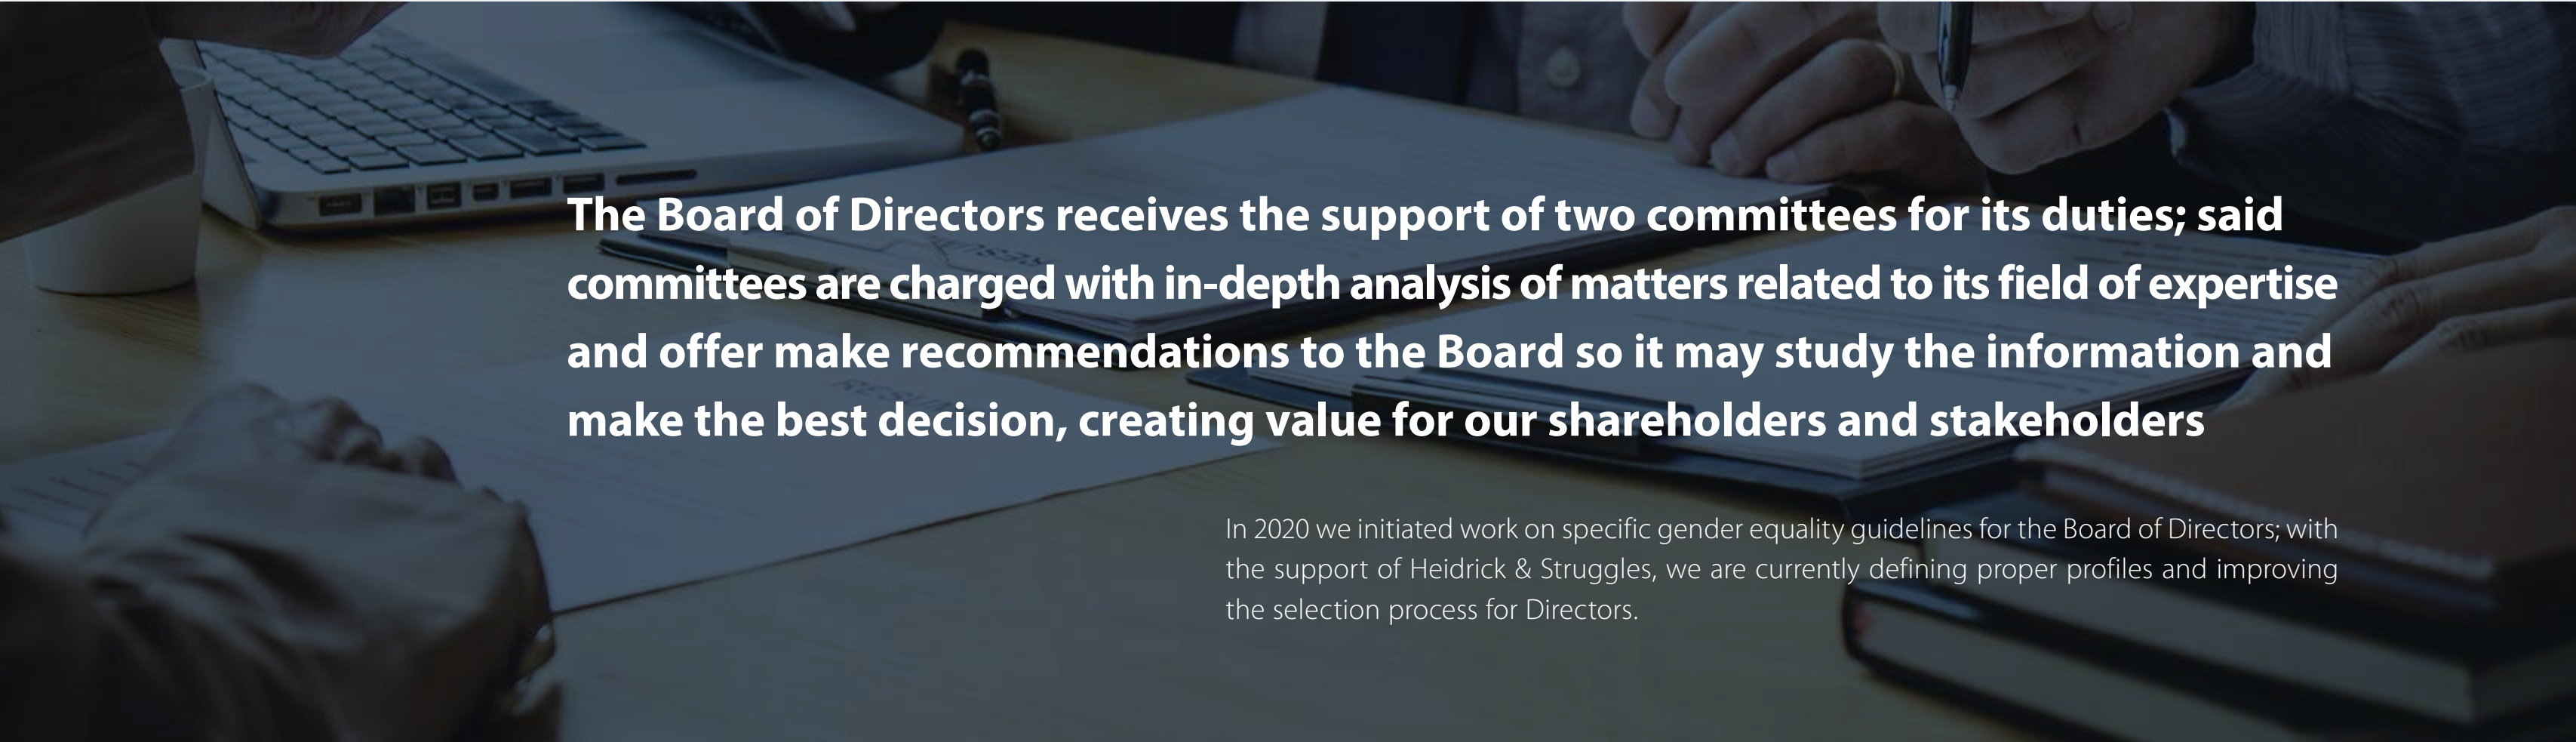 The Board of Directors receives the support of two committees for its duties; said
committees are charged with in-depth analysis of matters related to its field of expertise
and offer make recommendations to the Board so it may study the information and
make the best decision, creating value for our shareholders and stakeholders
In 2020 we initiated work on specific gender equality guidelines for the Board of Directors; with
the support of Heidrick & Struggles, we are currently defining proper profiles and improving
the selection process for Directors.